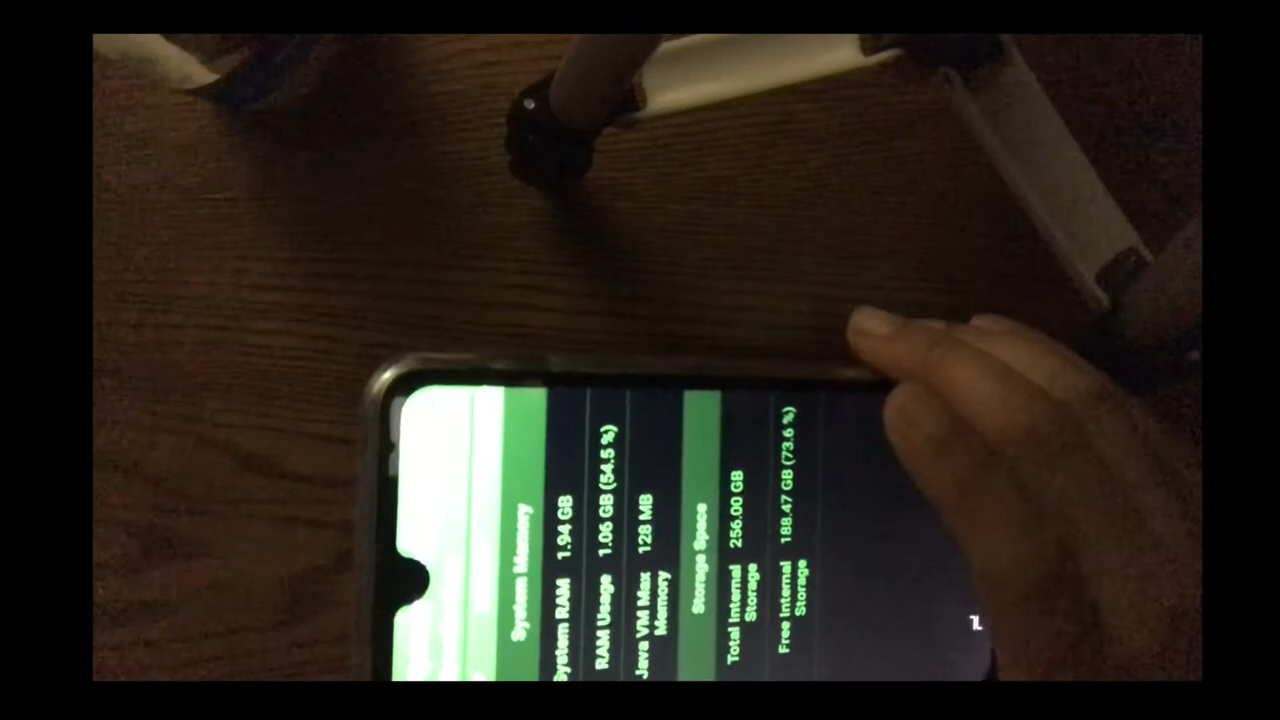 System Memory
System RAM 1.94 GB
RAM Usage 1.06 GB (54.5 %)
Java VM Max 128 MB
Memory
Storage Space
Total Internal 256.00 GB
Storage
Free Internal 188.47 GB (73.6 %)
Storage